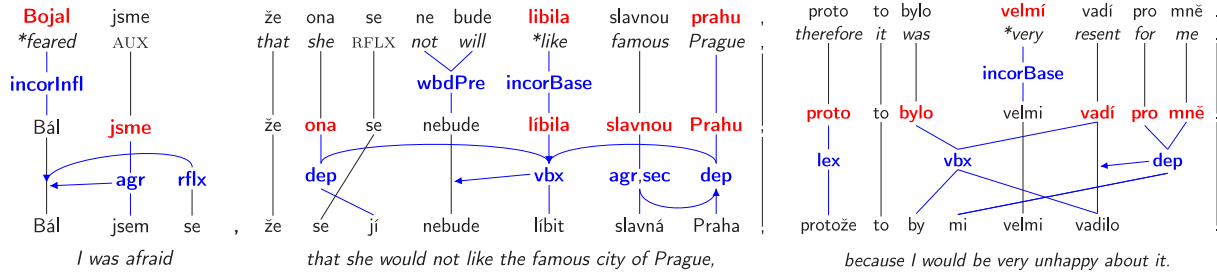 Bojal jsme že ona se ne bude libila slavnou prahu , proto to bylo velmí vadí pro mně .
*feared AUX that she RFLX not will *like famous Prague , therefore it was *very resent for me .
incorInfl wbdPre incorBase incorBase
Bál jsme že ona se nebude líbila slavnou Prahu , proto to bylo velmi vadí pro mně .
agr rflx dep vbx agr,sec dep lex vbx dep
Bál jsem se , že se jí nebude líbit slavná Praha , protože to by mi velmi vadilo .
I was afraid that she would not like the famous city of Prague, because I would be very unhappy about it.